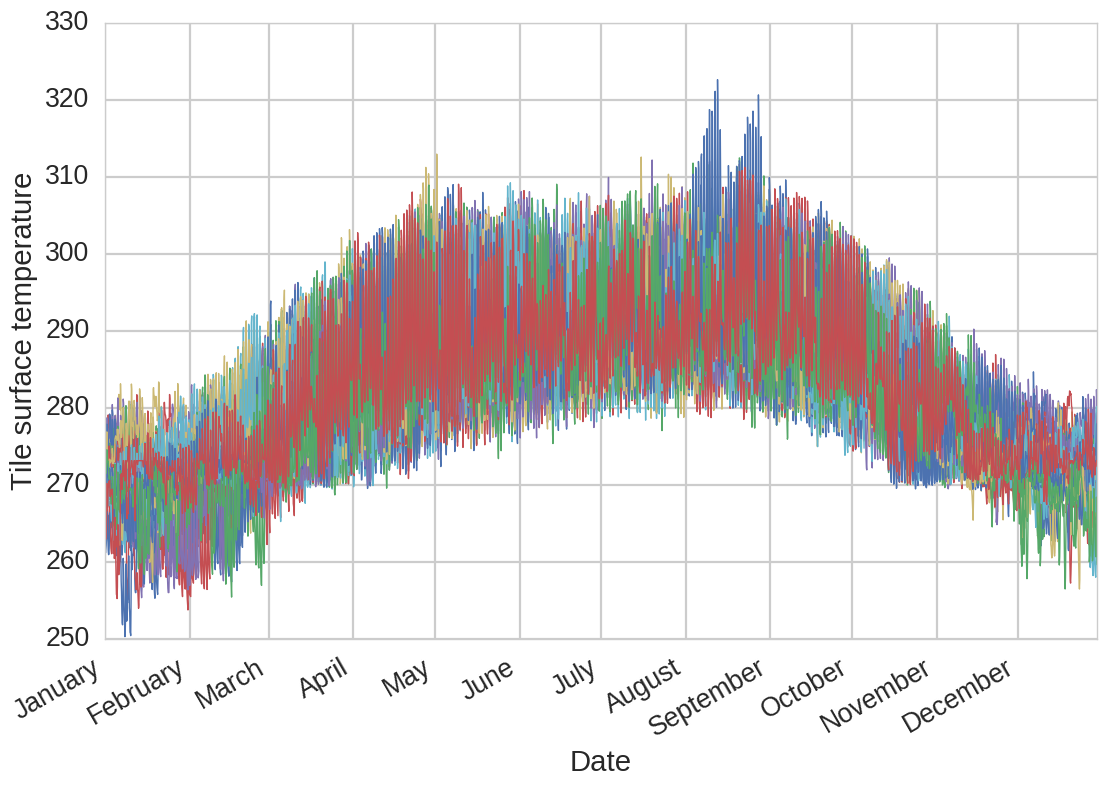 330
320
310
300
290
280
270
260
250
Tile surface temperature
January
February
March
April
May
June
July
August
September
October
November
December
Date